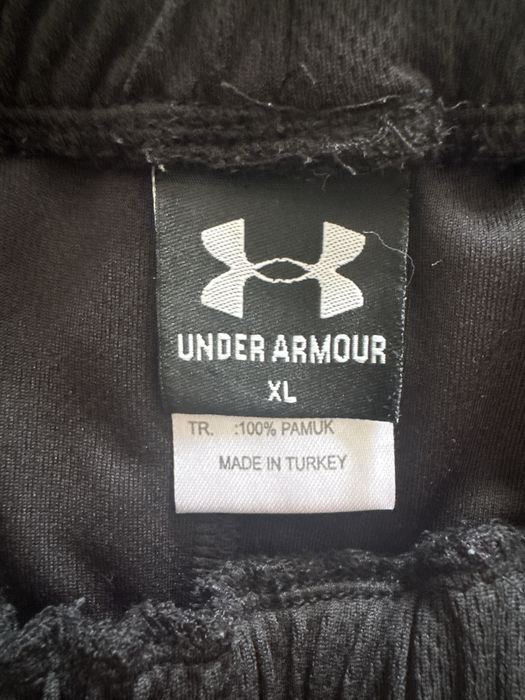 UNDER ARMOUR
XL
TR. :100% PAMUK
MADE IN TURKEY